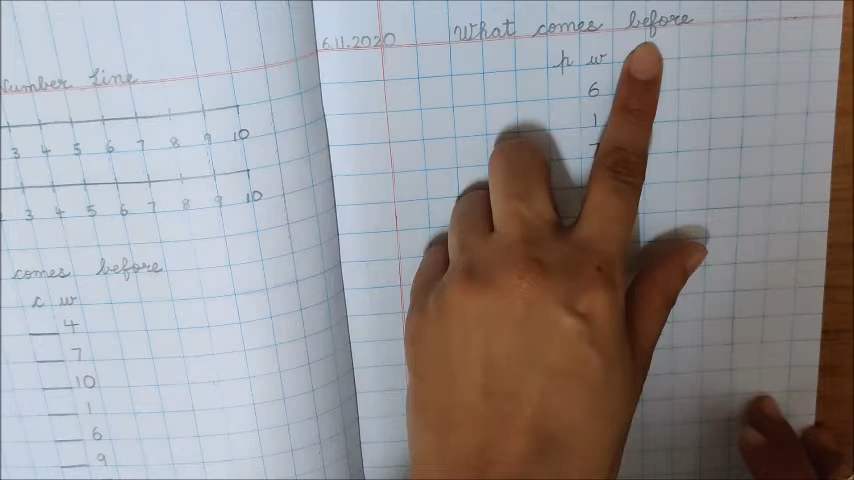 Number Line
3 4 5 6 7 8 9 10
3 4 5 6 7 8 9 10
comes before
c w
4
7
10
1
6
9
6.11.2020
What comes before
p w
6
1
7